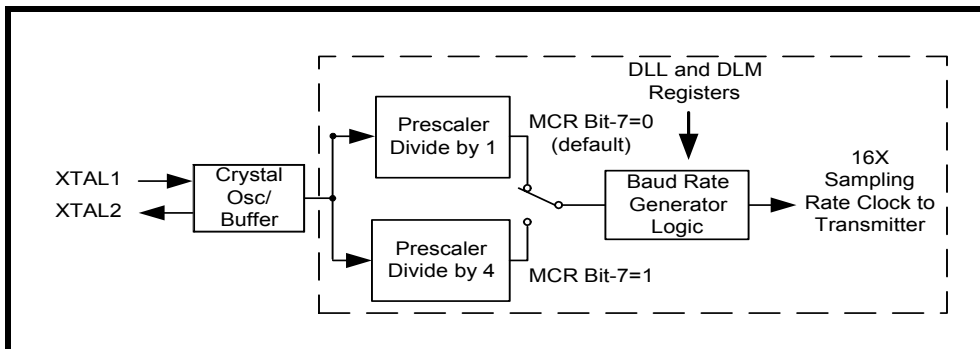 DLL and DLM
Registers
Prescaler
Divide by 1
MCR Bit-7=0
(default)
XTAL1
XTAL2
Crystal
Osc/
Buffer
Baud Rate
Generator
Logic
16X
Sampling
Rate Clock to
Transmitter
Prescaler
Divide by 4
MCR Bit-7=1